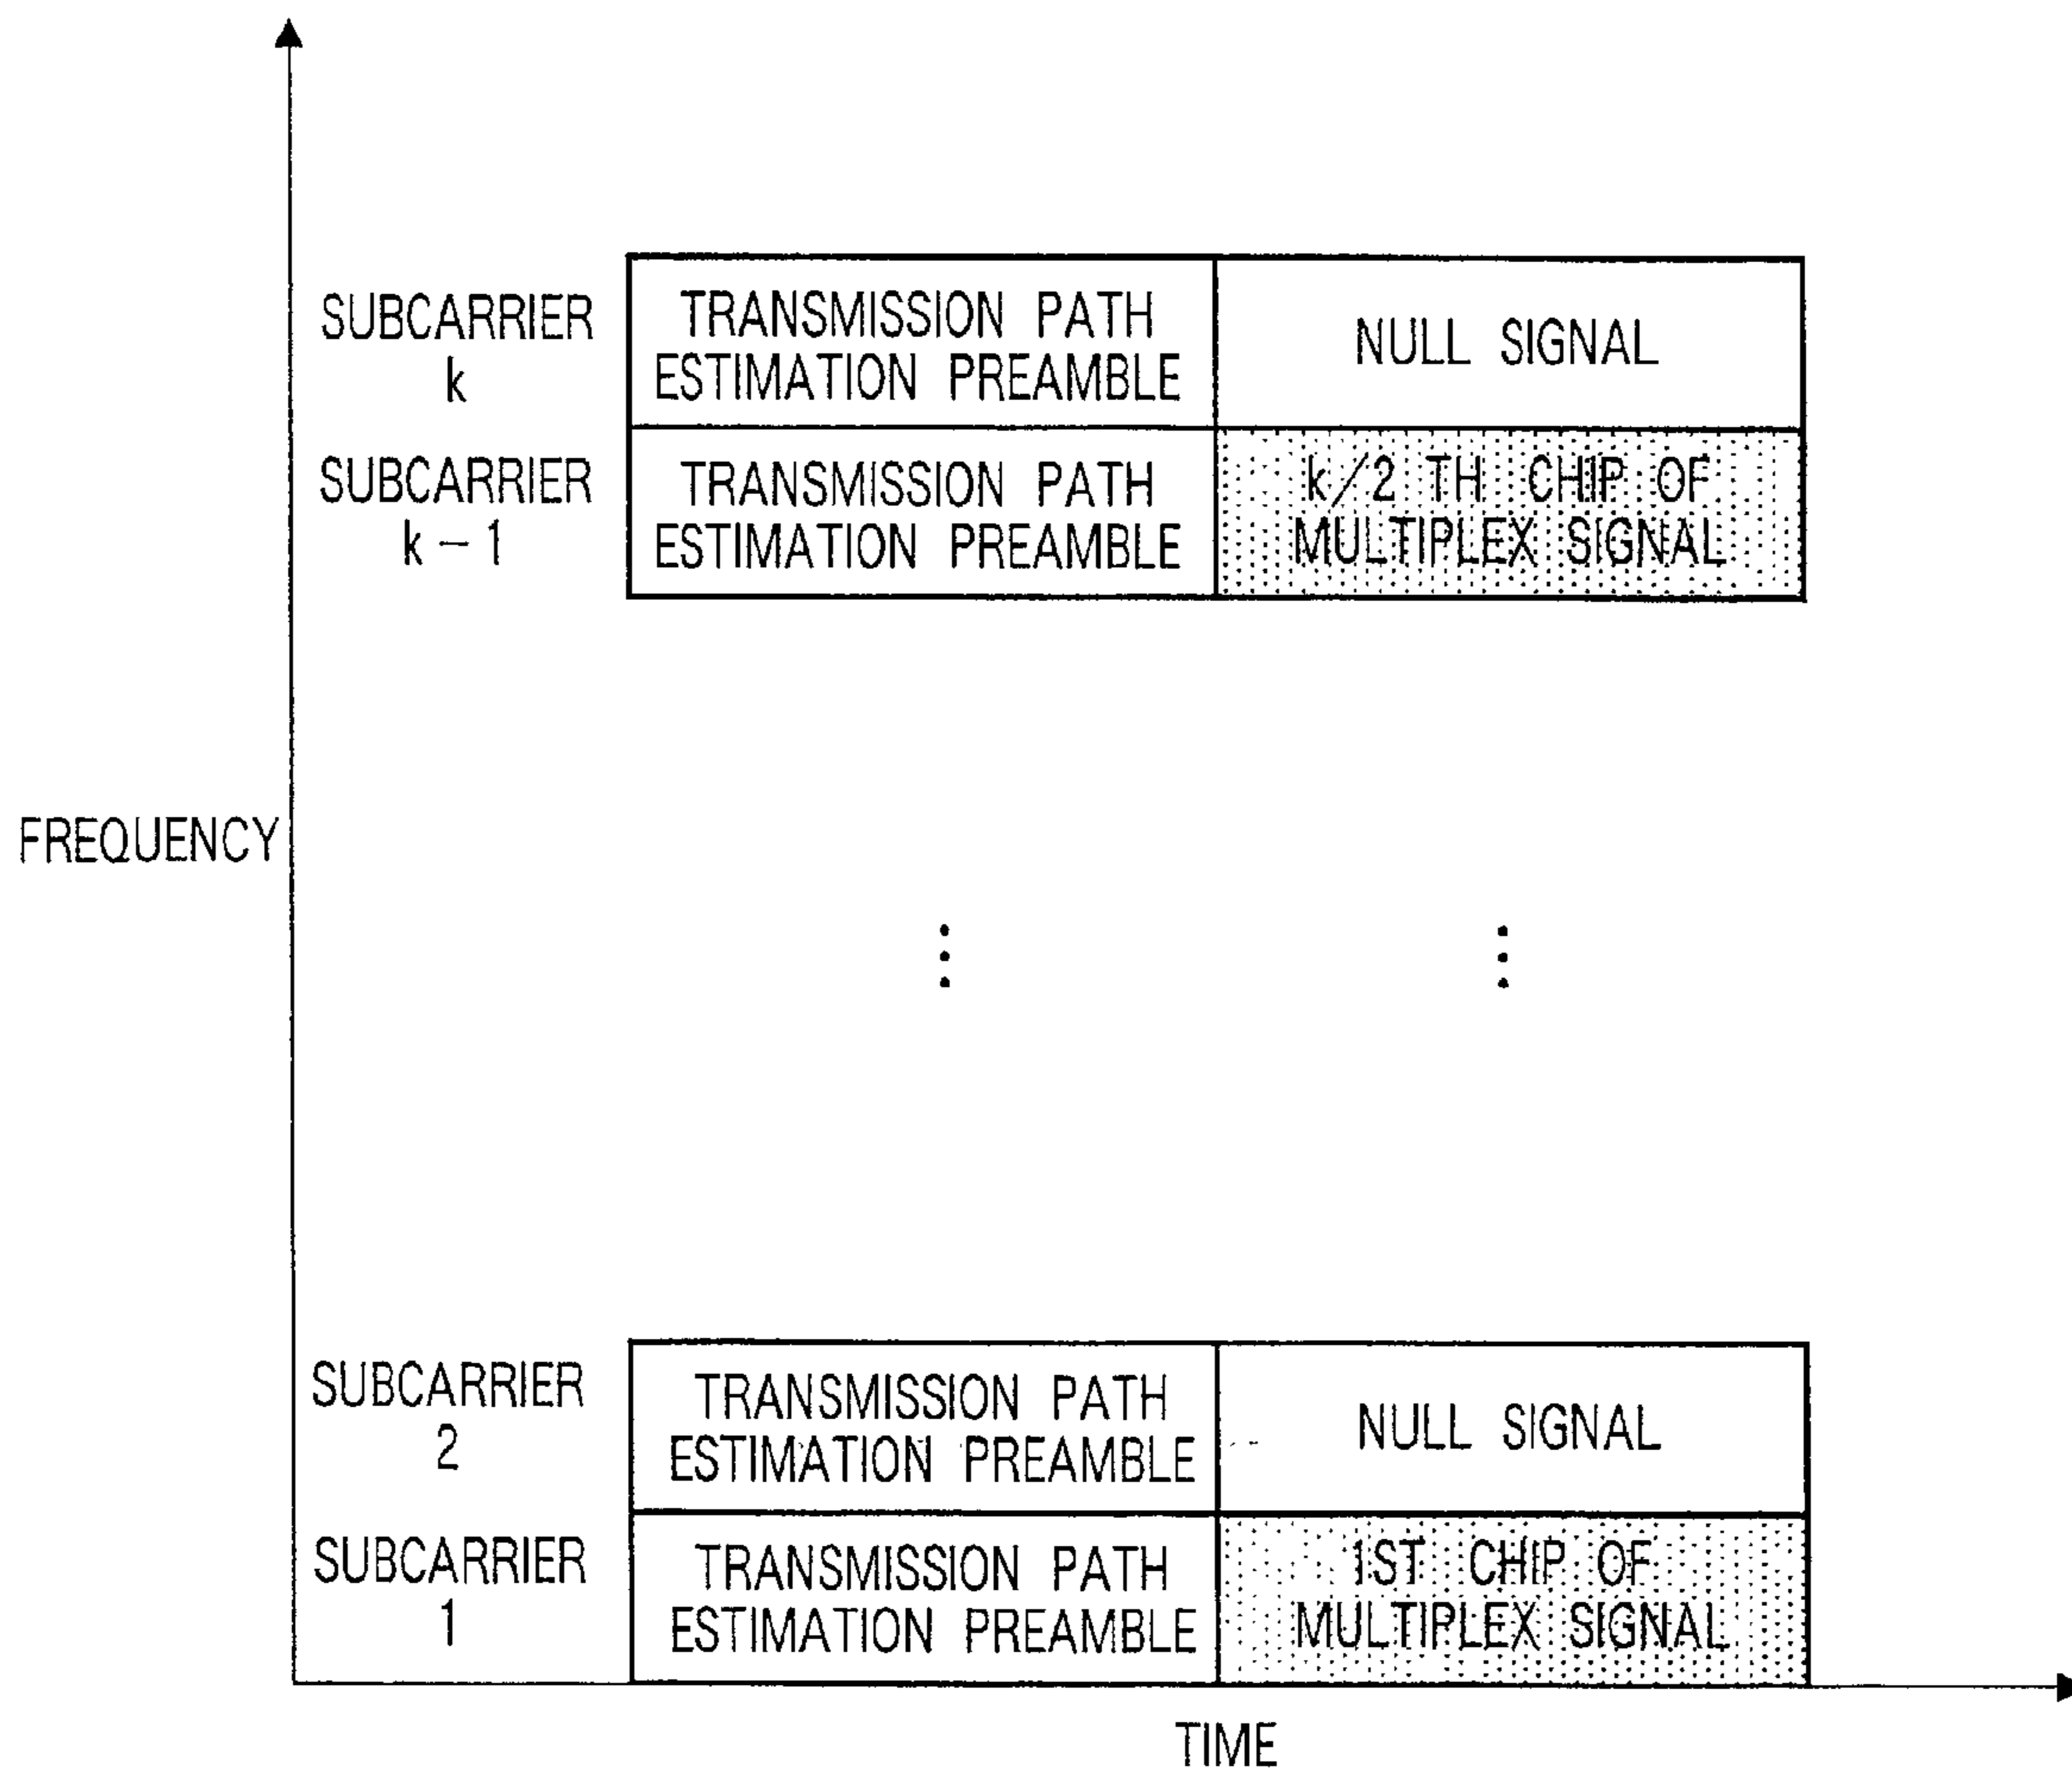 SUBCARRIER
k
TRANSMISSION PATH
ESTIMATION PREAMBLE
NULL SIGNAL
SUBCARRIER
k-1
TRANSMISSION PATH
ESTIMATION PREAMBLE
k/2 TH CHIP OF
MULTIPLEX SIGNAL
FREQUENCY
SUBCARRIER
2
TRANSMISSION PATH
ESTIMATION PREAMBLE
NULL SIGNAL
SUBCARRIER
1
TRANSMISSION PATH
ESTIMATION PREAMBLE
1ST CHIP OF
MULTIPLEX SIGNAL
TIME